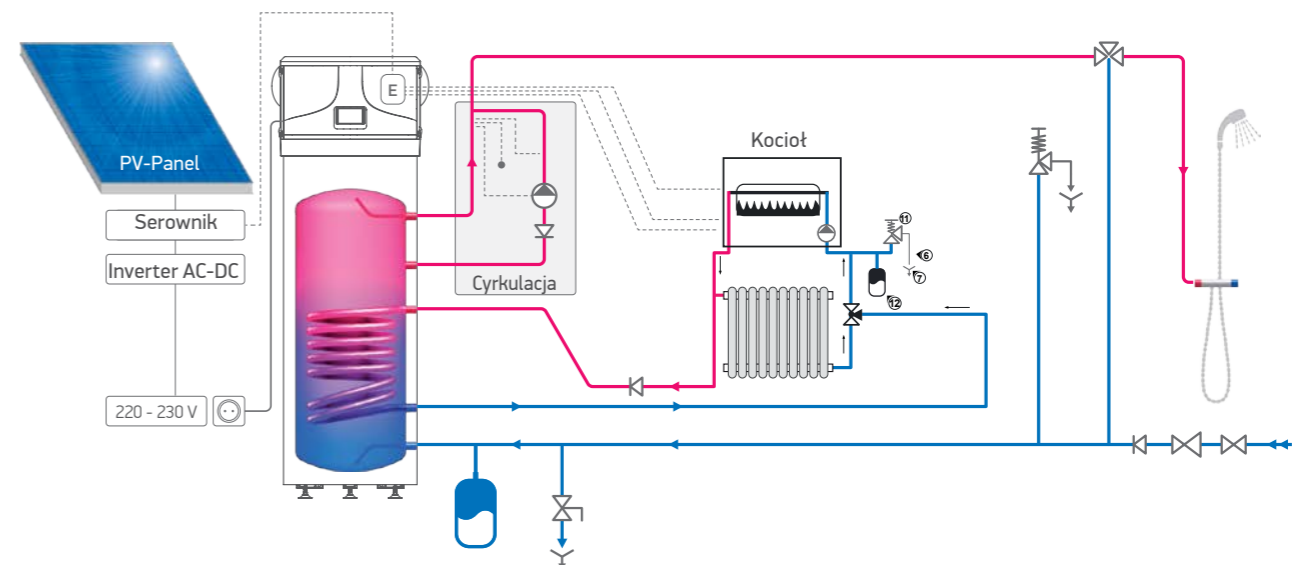 E
Kocioł
PV-Panel
Serownik
Inverter AC-DC
Cyrkulacja
11
6
7
12
220 - 230 V